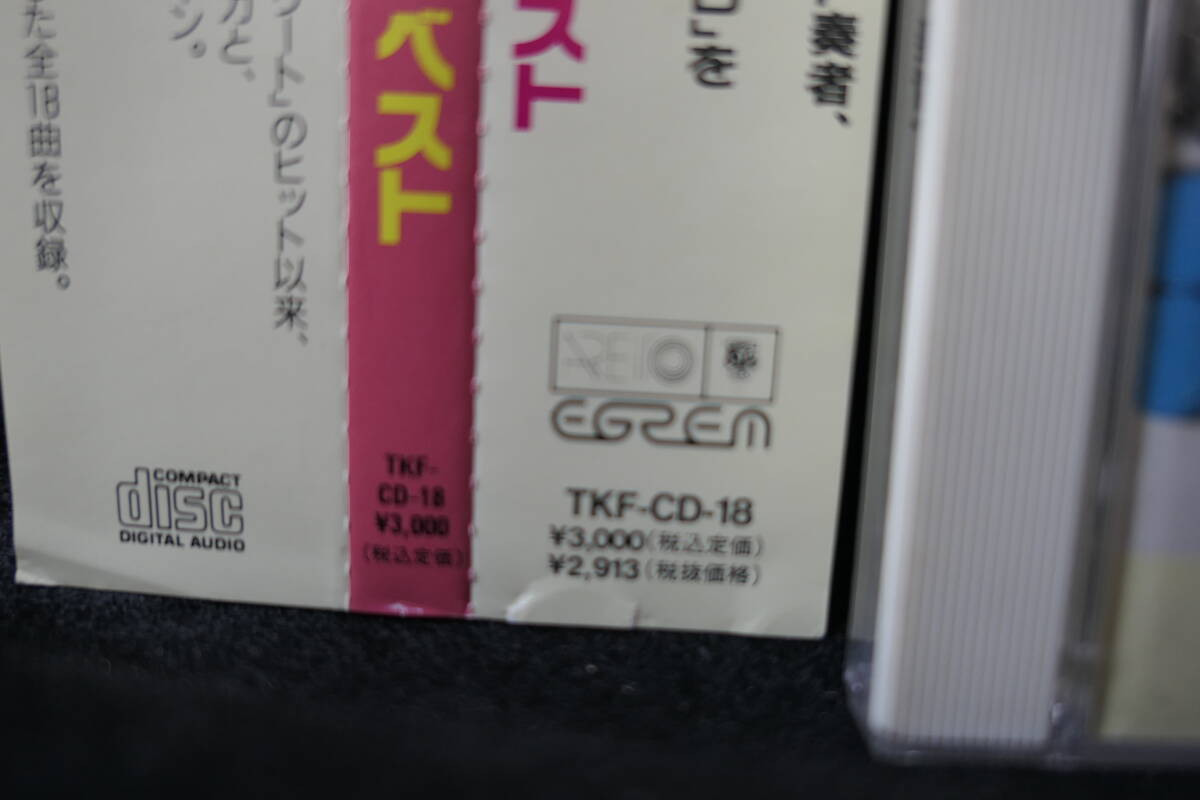 奏者、
」を
スト
AREITO
EGREM
TKF-CD-18
¥3,000(税込定価)
¥2,913(税抜価格)
ベスト
TKF-
CD-18
¥3,000
(税込定価)
ート」のヒット以来、
力と、
ン。
た全18曲を収録。
COMPACT
disc
DIGITAL AUDIO